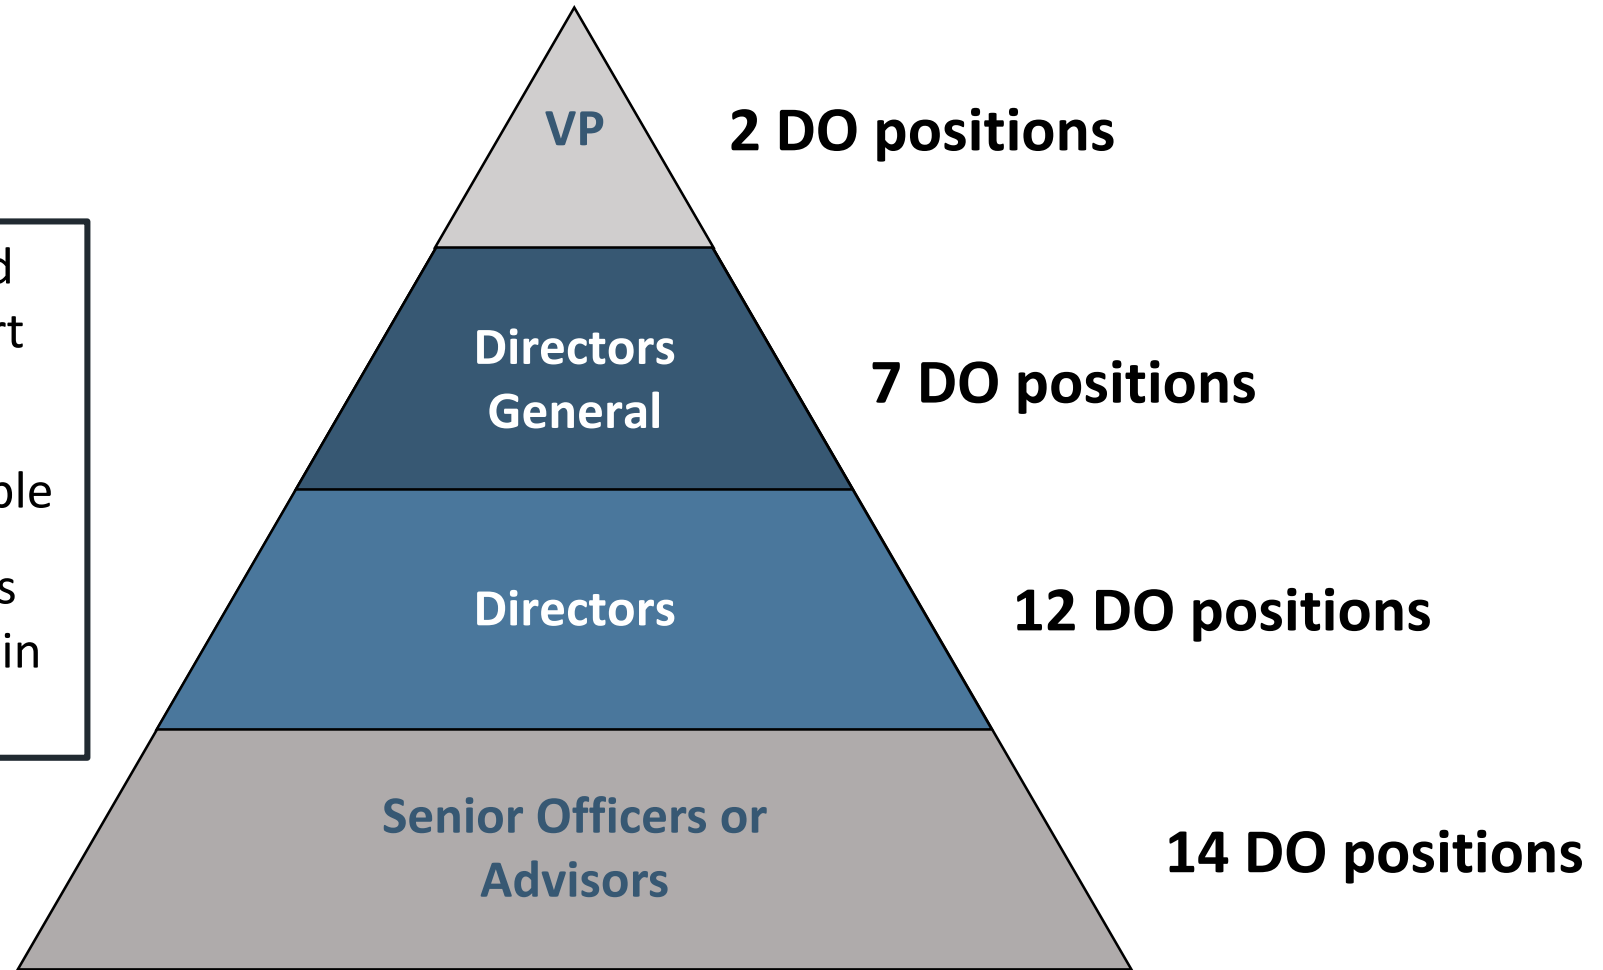 VP
2 DO positions
Directors
General
7 DO positions
Directors
12 DO positions
Senior Officers or
Advisors
14 DO positions
in